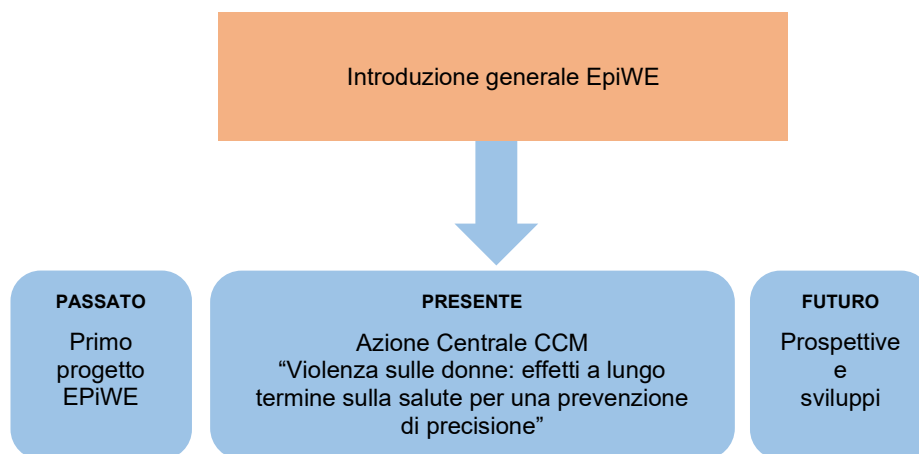 Introduzione generale EpiWE
PASSATO
Primo
progetto
EPiWE
PRESENTE
Azione Centrale CCM
“Violenza sulle donne: effetti a lungo
termine sulla salute per una prevenzione
di precisione”
FUTURO
Prospettive
e
sviluppi